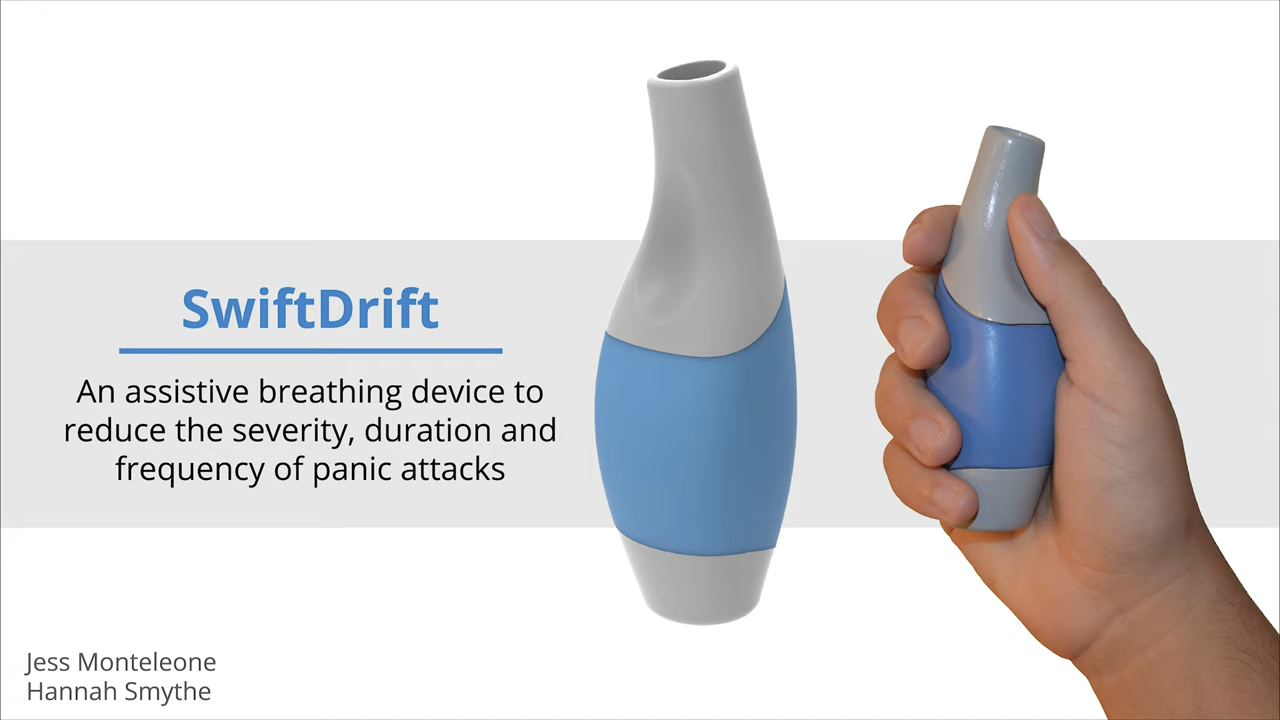 SwiftDrift
An assistive breathing device to
reduce the severity, duration and
frequency of panic attacks
Jess Monteleone
Hannah Smythe